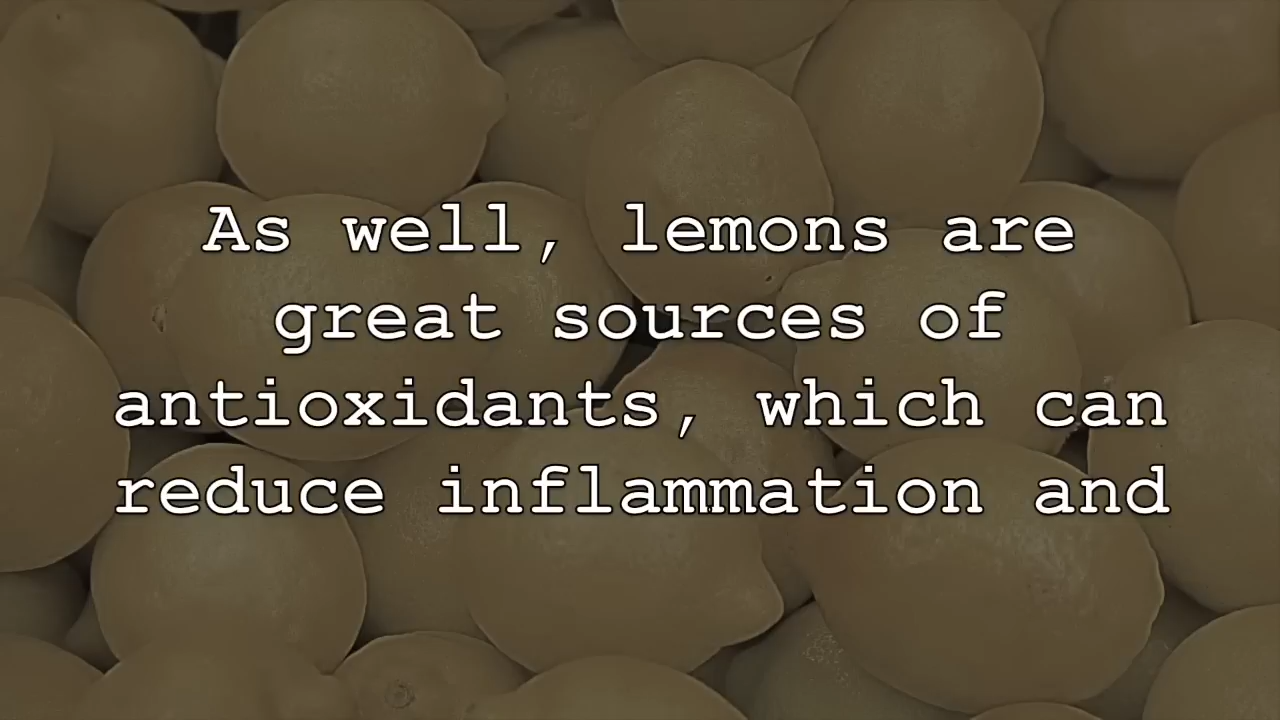 As well, lemons are
great sources of
antioxidants, which can
reduce inflammation and